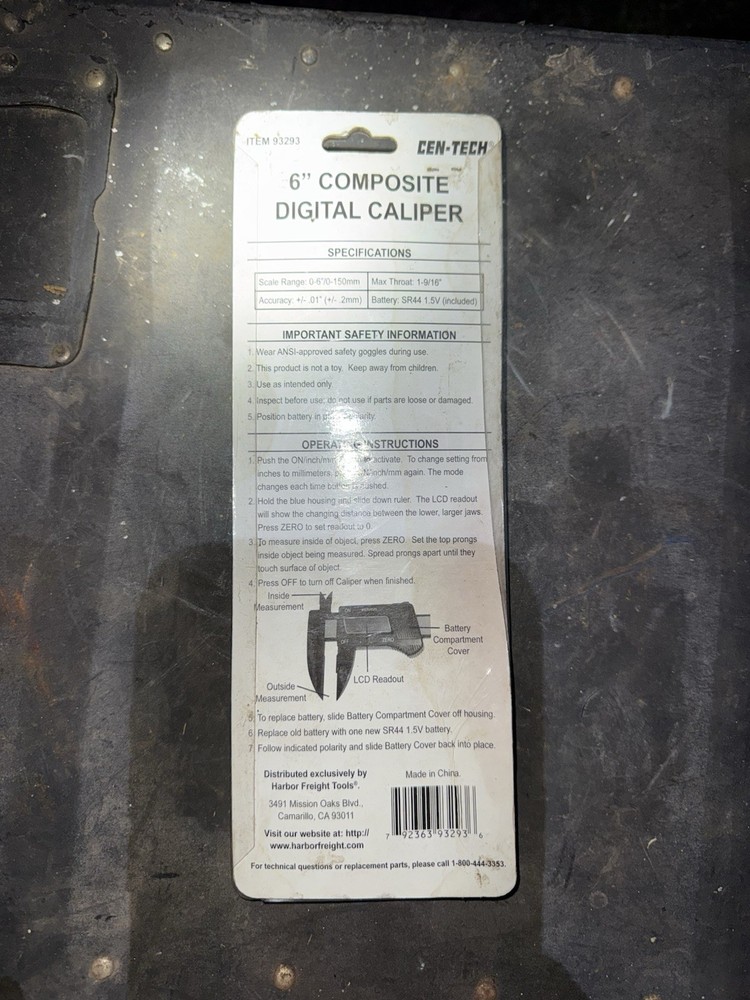 ITEM 93293
CEN-TECH
6” COMPOSITE
DIGITAL CALIPER
SPECIFICATIONS
Scale Range: 0-6"/0-150mm Max Throat: 1-9/16"
Accuracy: +/- .01" (+/- .2mm) Battery: SR44 1.5V (included)
IMPORTANT SAFETY INFORMATION
1. Wear ANSI-approved safety goggles during use.
2. This product is not a toy. Keep away from children.
3. Use as intended only.
4. Inspect before use; do not use if parts are loose or damaged.
5. Position battery in polarity.
OPERATING INSTRUCTIONS
1. Push the ON/inch/mm activate. To change setting from
inches to millimeters, ON/inch/mm again. The mode
changes each time button is pushed.
2. Hold the blue housing and slide down ruler. The LCD readout
will show the changing distance between the lower, larger jaws.
Press ZERO to set readout to 0.
3. To measure inside of object, press ZERO. Set the top prongs
inside object being measured. Spread prongs apart until they
touch surface of object.
4. Press OFF to turn off Caliper when finished.
Inside
Measurement
OFF ZERO
Battery
Compartment
Cover
LCD Readout
Outside
Measurement
5. To replace battery, slide Battery Compartment Cover off housing.
6. Replace old battery with one new SR44 1.5V battery.
7. Follow indicated polarity and slide Battery Cover back into place.
Distributed exclusively by
Harbor Freight Tools®.
3491 Mission Oaks Blvd.,
Camarillo, CA 93011
Visit our website at: http://
www.harborfreight.com
Made in China.
7 92363 93293 6
For technical questions or replacement parts, please call 1-800-444-3353.